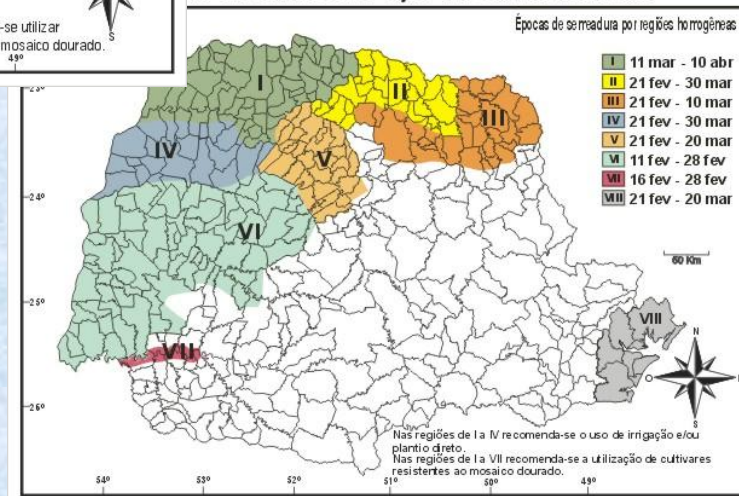 -se utilizar
mosaico dourado.
S
49°
Épocas de semeadura por regiões homrogêneas
I 11 mar - 10 abr
II 21 fev - 30 mar
III 21 fev - 10 mar
IV 21 fev - 30 mar
V 21 fev - 20 mar
VI 11 fev - 28 fev
VII 16 fev - 28 fev
VIII 21 fev - 20 mar
60 Km
I
II
III
IV
V
VI
VII
VIII
23°
24°
25°
26°
N
O
S
Nas regiões de I a IV recomenda-se o uso de irrigação e/ou
plantio direto.
Nas regiões de I a VII recomenda-se a utilização de cultivares
resistentes ao mosaico dourado.
54° 53° 52° 51° 50° 49°